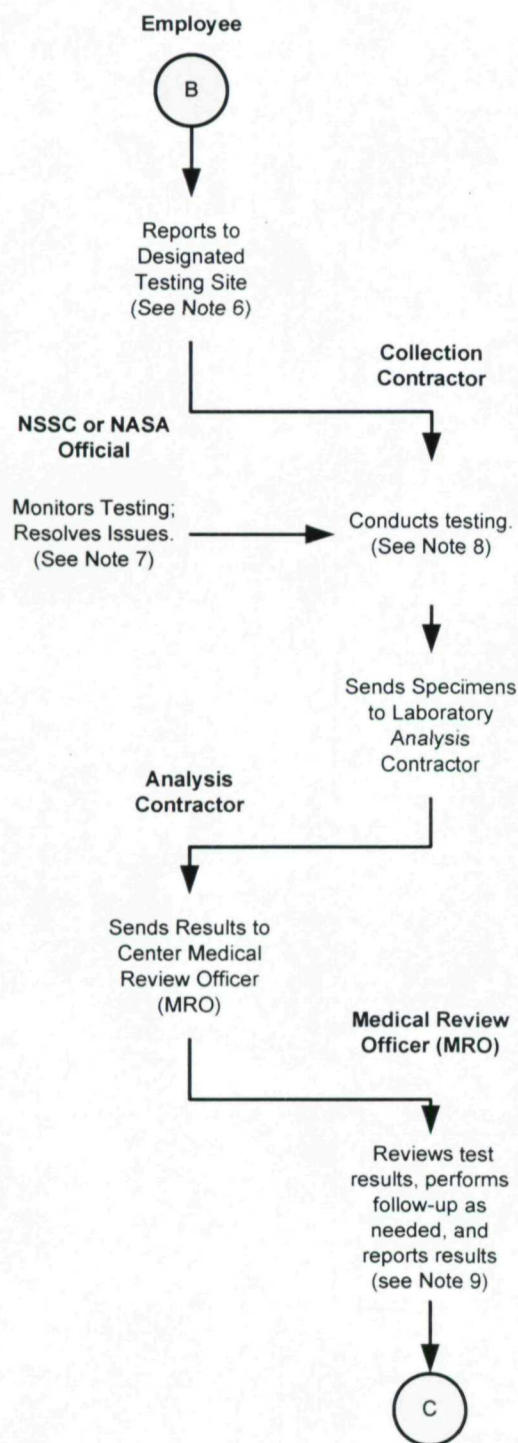 Employee
B
Reports to
Designated
Testing Site
(See Note 6)
Collection
Contractor
NSSC or NASA
Official
Monitors Testing;
Resolves Issues.
(See Note 7)
Conducts testing.
(See Note 8)
Sends Specimens
to Laboratory
Analysis
Contractor
Analysis
Contractor
Sends Results to
Center Medical
Review Officer
(MRO)
Medical Review
Officer (MRO)
Reviews test
results, performs
follow-up as
needed, and
reports results
(see Note 9)
C